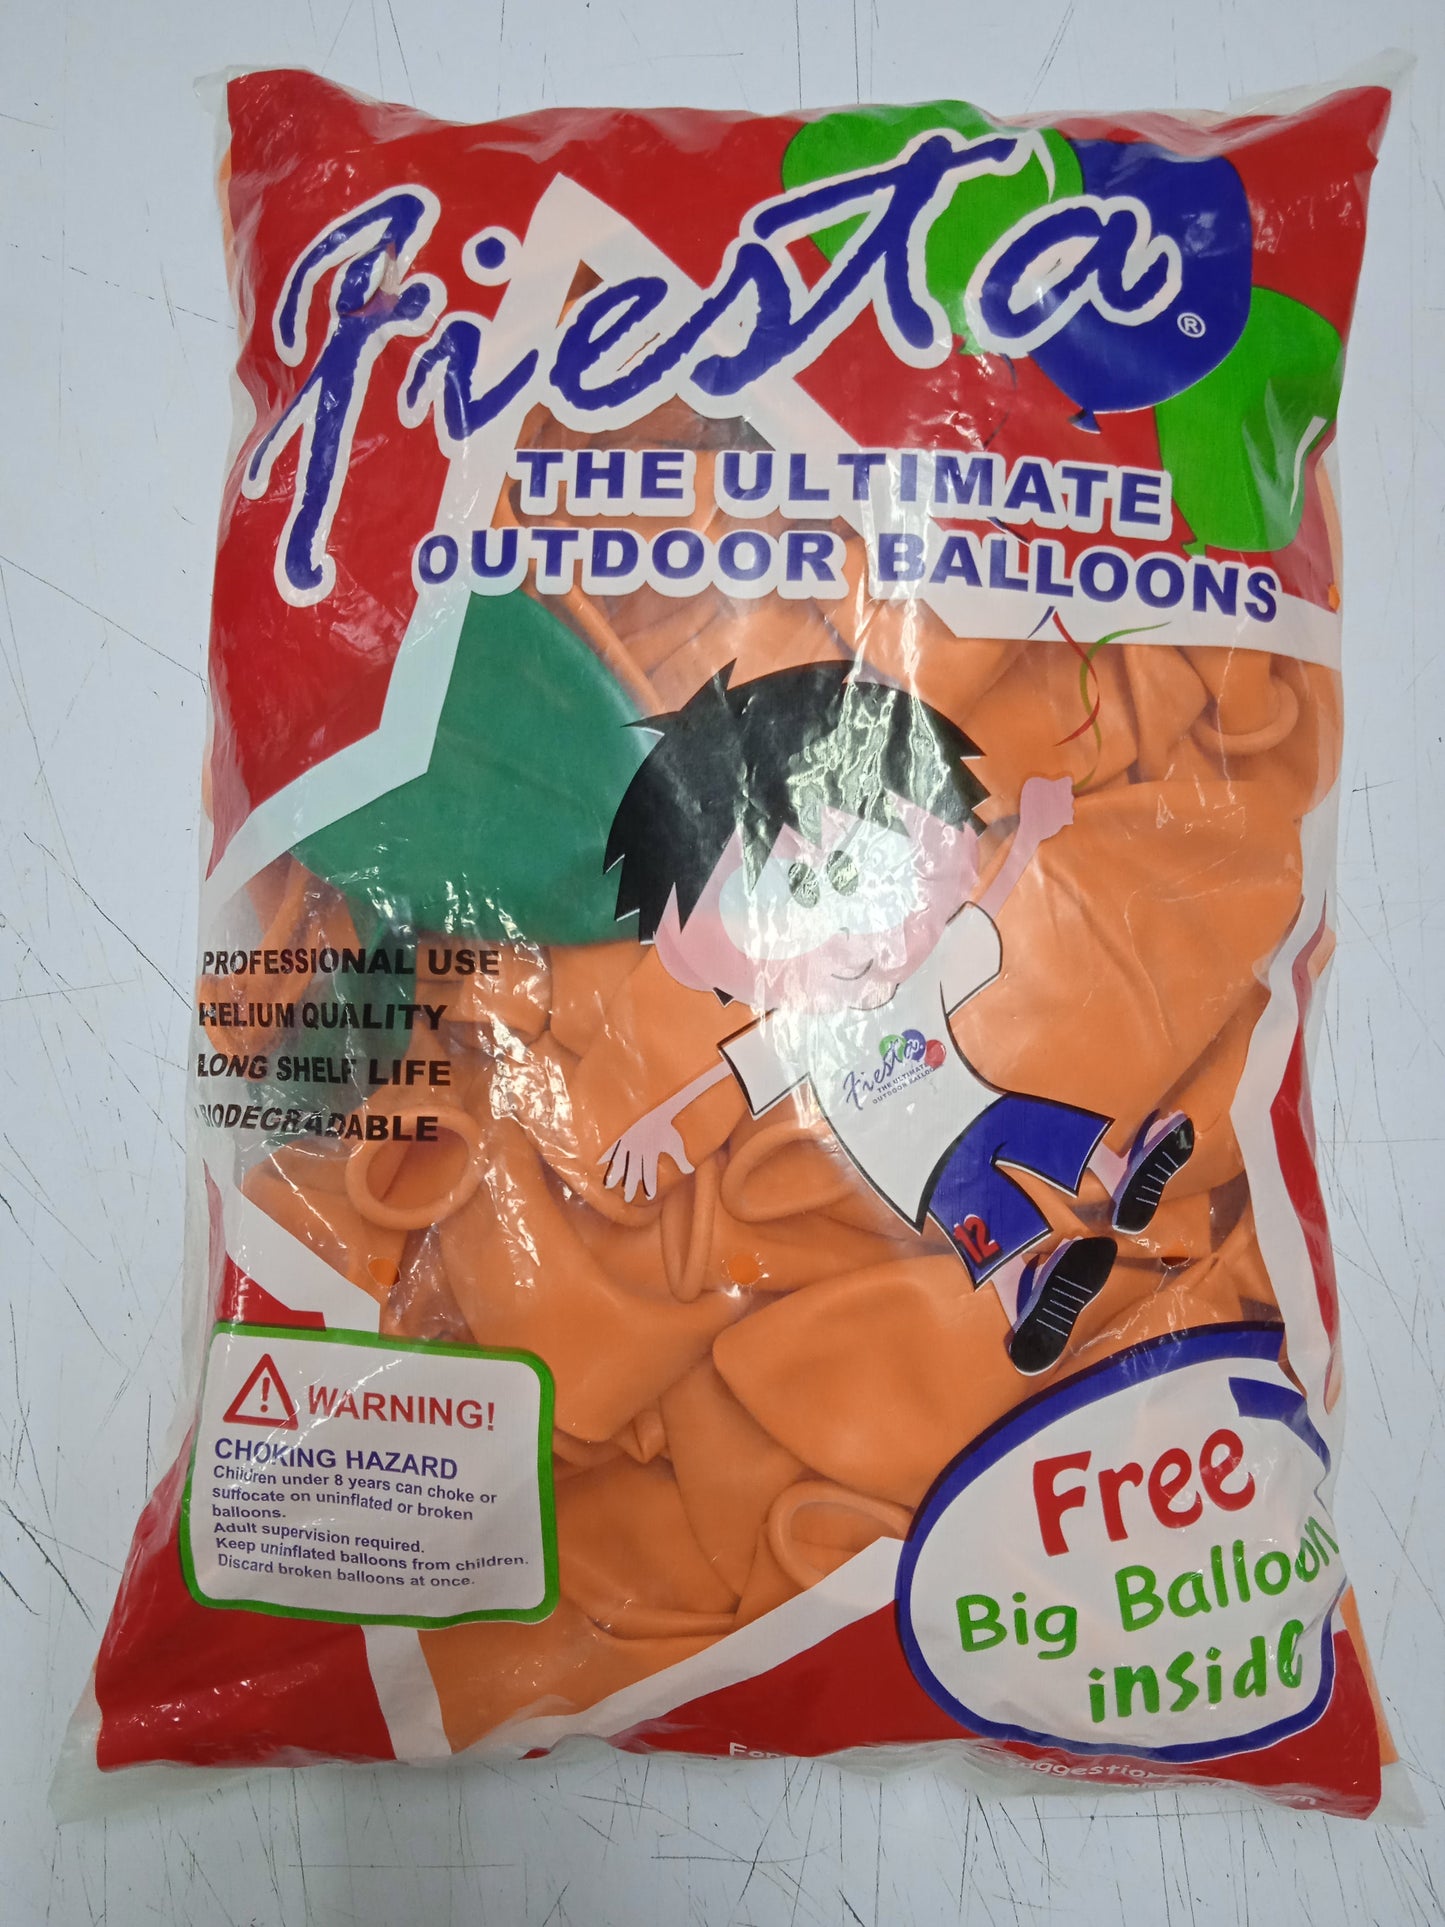 Fiesta®
THE ULTIMATE
OUTDOOR BALLOONS
PROFESSIONAL USE
HELIUM QUALITY
LONG SHELF LIFE
BIODEGRADABLE
Fiesta
THE ULTIMATE
OUTDOOR BALLOONS
12
WARNING!
CHOKING HAZARD
Children under 8 years can choke or
suffocate on uninflated or broken
balloons.
Adult supervision required.
Keep uninflated balloons from children.
Discard broken balloons at once.
Free
Big Balloon
inside
For